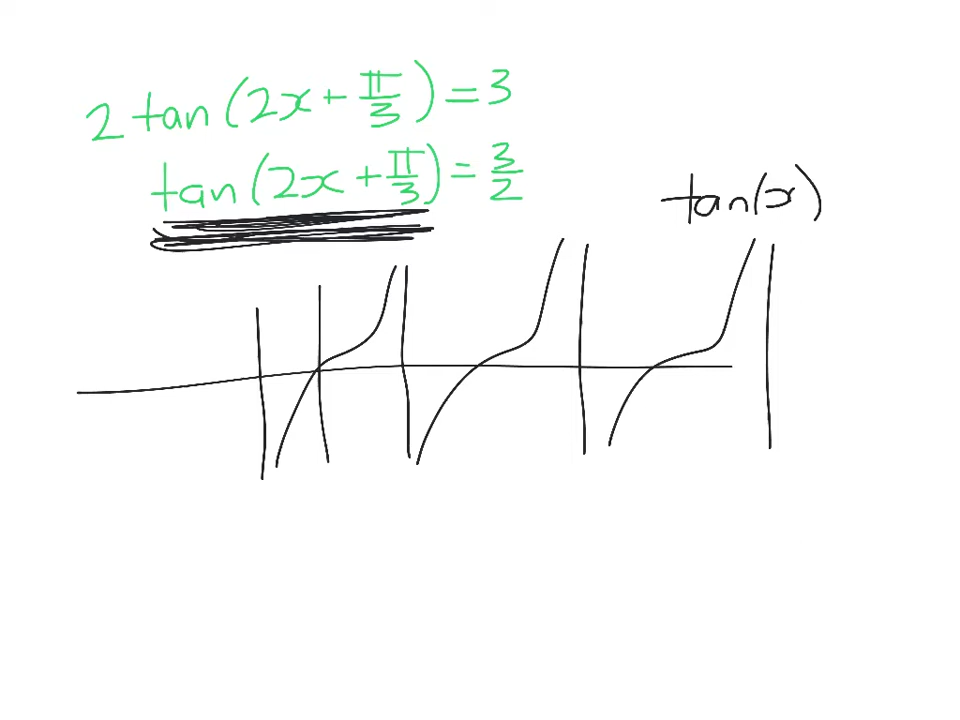 2 tan(2x + π/3) = 3
tan(2x + π/3) = 3/2
tan(x)